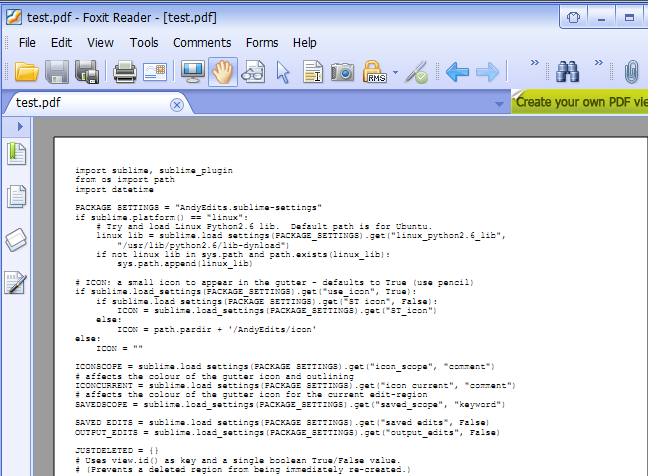 test.pdf - Foxit Reader - [test.pdf]
File Edit View Tools Comments Forms Help
RMS
test.pdf
Create your own PDF vie
import sublime, sublime_plugin
from os import path
import datetime
PACKAGE_SETTINGS = "AndyEdits.sublime-settings"
if sublime.platform() == "linux":
    # Try and load Linux Python2.6 lib.  Default path is for Ubuntu.
    linux_lib = sublime.load_settings(PACKAGE_SETTINGS).get("linux_python2.6_lib",
        "/usr/lib/python2.6/lib-dynload")
    if not linux_lib in sys.path and path.exists(linux_lib):
        sys.path.append(linux_lib)
# ICON: a small icon to appear in the gutter - defaults to True (use pencil)
if sublime.load_settings(PACKAGE_SETTINGS).get("use_icon", True):
    if sublime.load_settings(PACKAGE_SETTINGS).get("ST_icon", False):
        ICON = sublime.load_settings(PACKAGE_SETTINGS).get("ST_icon")
    else:
        ICON = path.pardir + '/AndyEdits/icon'
else:
    ICON = ""
ICONSCOPE = sublime.load_settings(PACKAGE_SETTINGS).get("icon_scope", "comment")
# affects the colour of the gutter icon and outlining
ICONCURRENT = sublime.load_settings(PACKAGE_SETTINGS).get("icon_current", "comment")
# affects the colour of the gutter icon for the current edit-region
SAVEDSCOPE = sublime.load_settings(PACKAGE_SETTINGS).get("saved_scope", "keyword")
SAVED_EDITS = sublime.load_settings(PACKAGE_SETTINGS).get("saved_edits", False)
OUTPUT_EDITS = sublime.load_settings(PACKAGE_SETTINGS).get("output_edits", False)
JUSTDELETED = {}
# Uses view.id() as key and a single boolean True/False value.
# (Prevents a deleted region from being immediately re-created.)